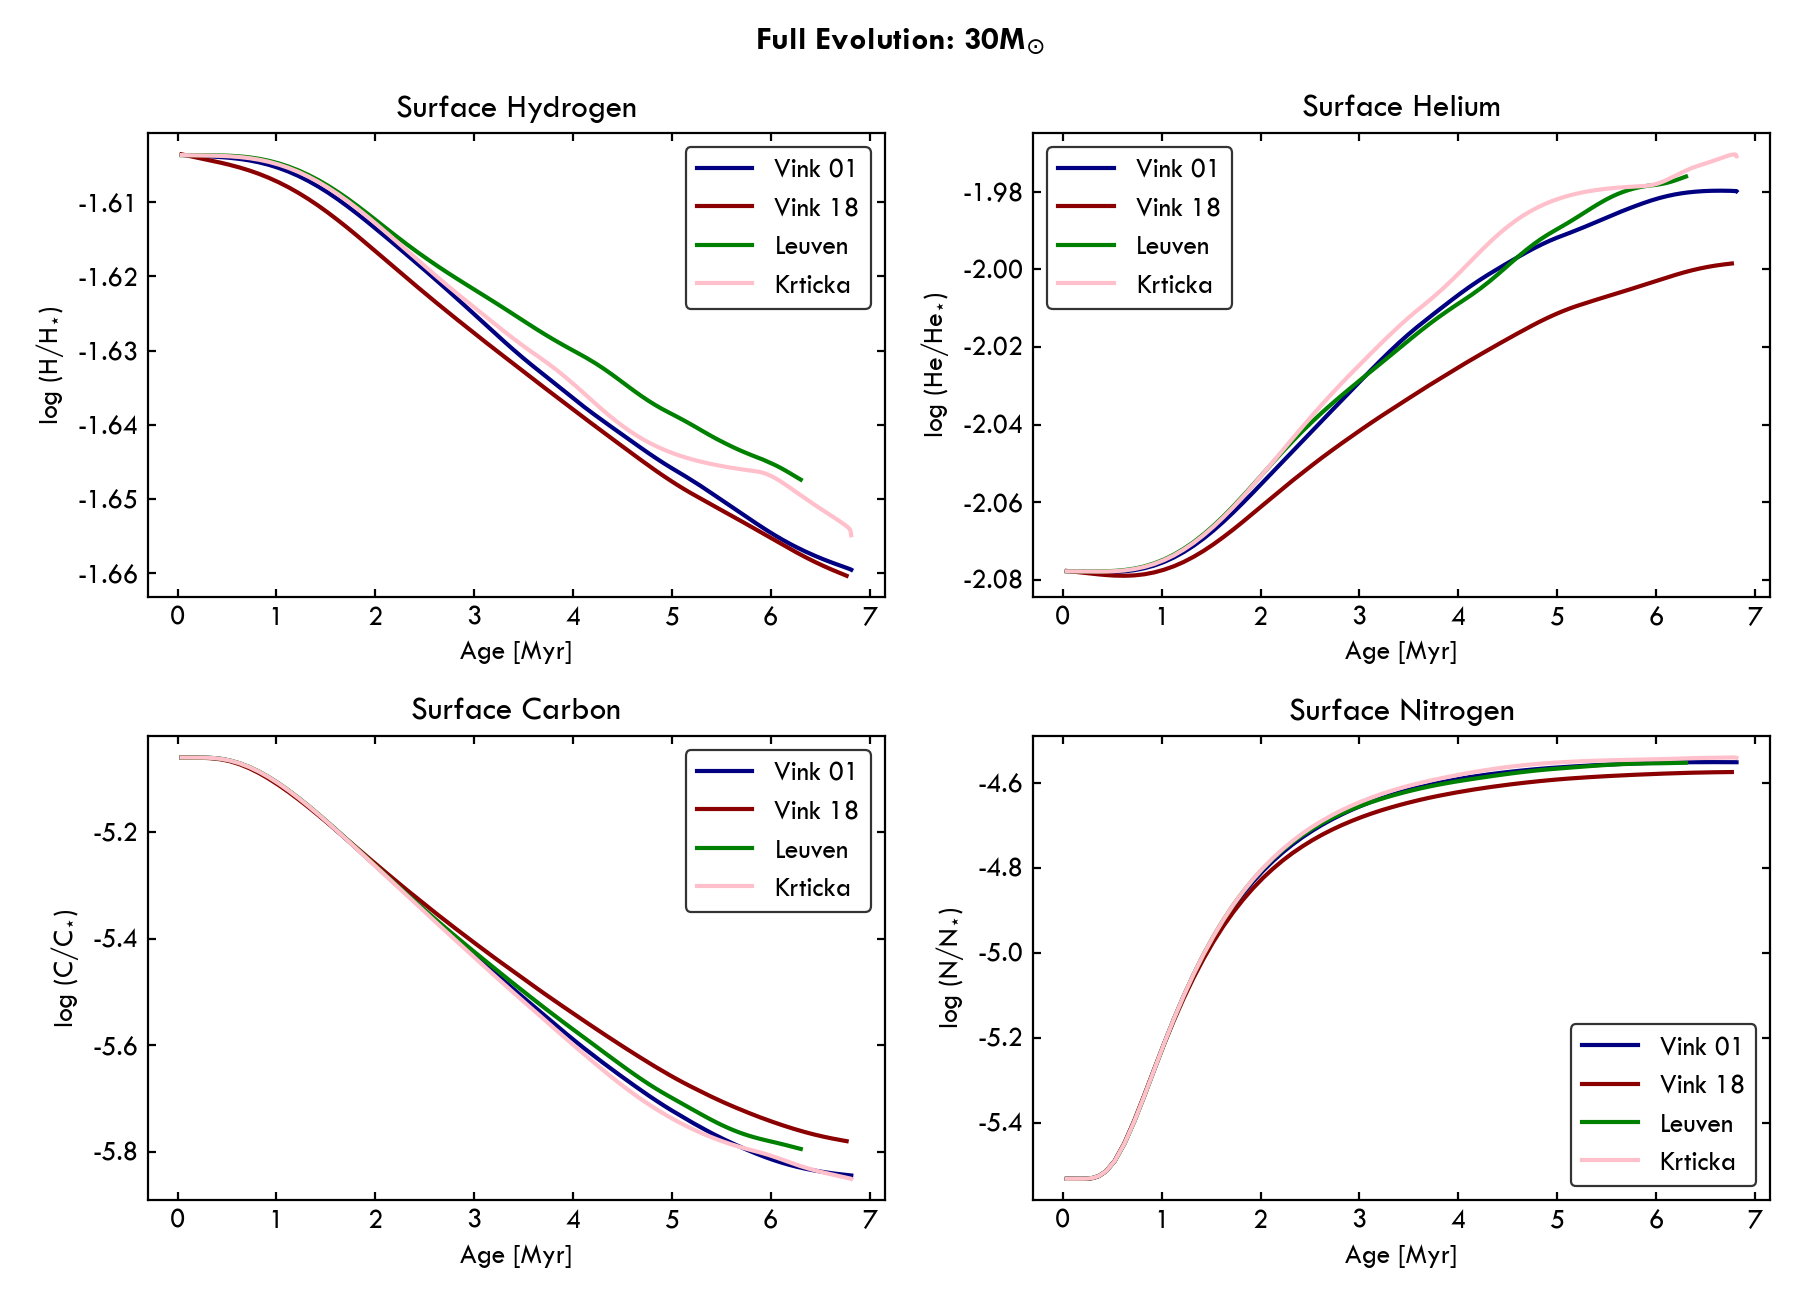 Full Evolution: 30M⊙
Surface Hydrogen
log (H/H⋆)
-1.61
-1.62
-1.63
-1.64
-1.65
-1.66
0 1 2 3 4 5 6 7
Age [Myr]
Vink 01
Vink 18
Leuven
Krticka
Surface Helium
log (He/He⋆)
-1.98
-2.00
-2.02
-2.04
-2.06
-2.08
0 1 2 3 4 5 6 7
Age [Myr]
Vink 01
Vink 18
Leuven
Krticka
Surface Carbon
log (C/C⋆)
-5.2
-5.4
-5.6
-5.8
0 1 2 3 4 5 6 7
Age [Myr]
Vink 01
Vink 18
Leuven
Krticka
Surface Nitrogen
log (N/N⋆)
-4.6
-4.8
-5.0
-5.2
-5.4
0 1 2 3 4 5 6 7
Age [Myr]
Vink 01
Vink 18
Leuven
Krticka